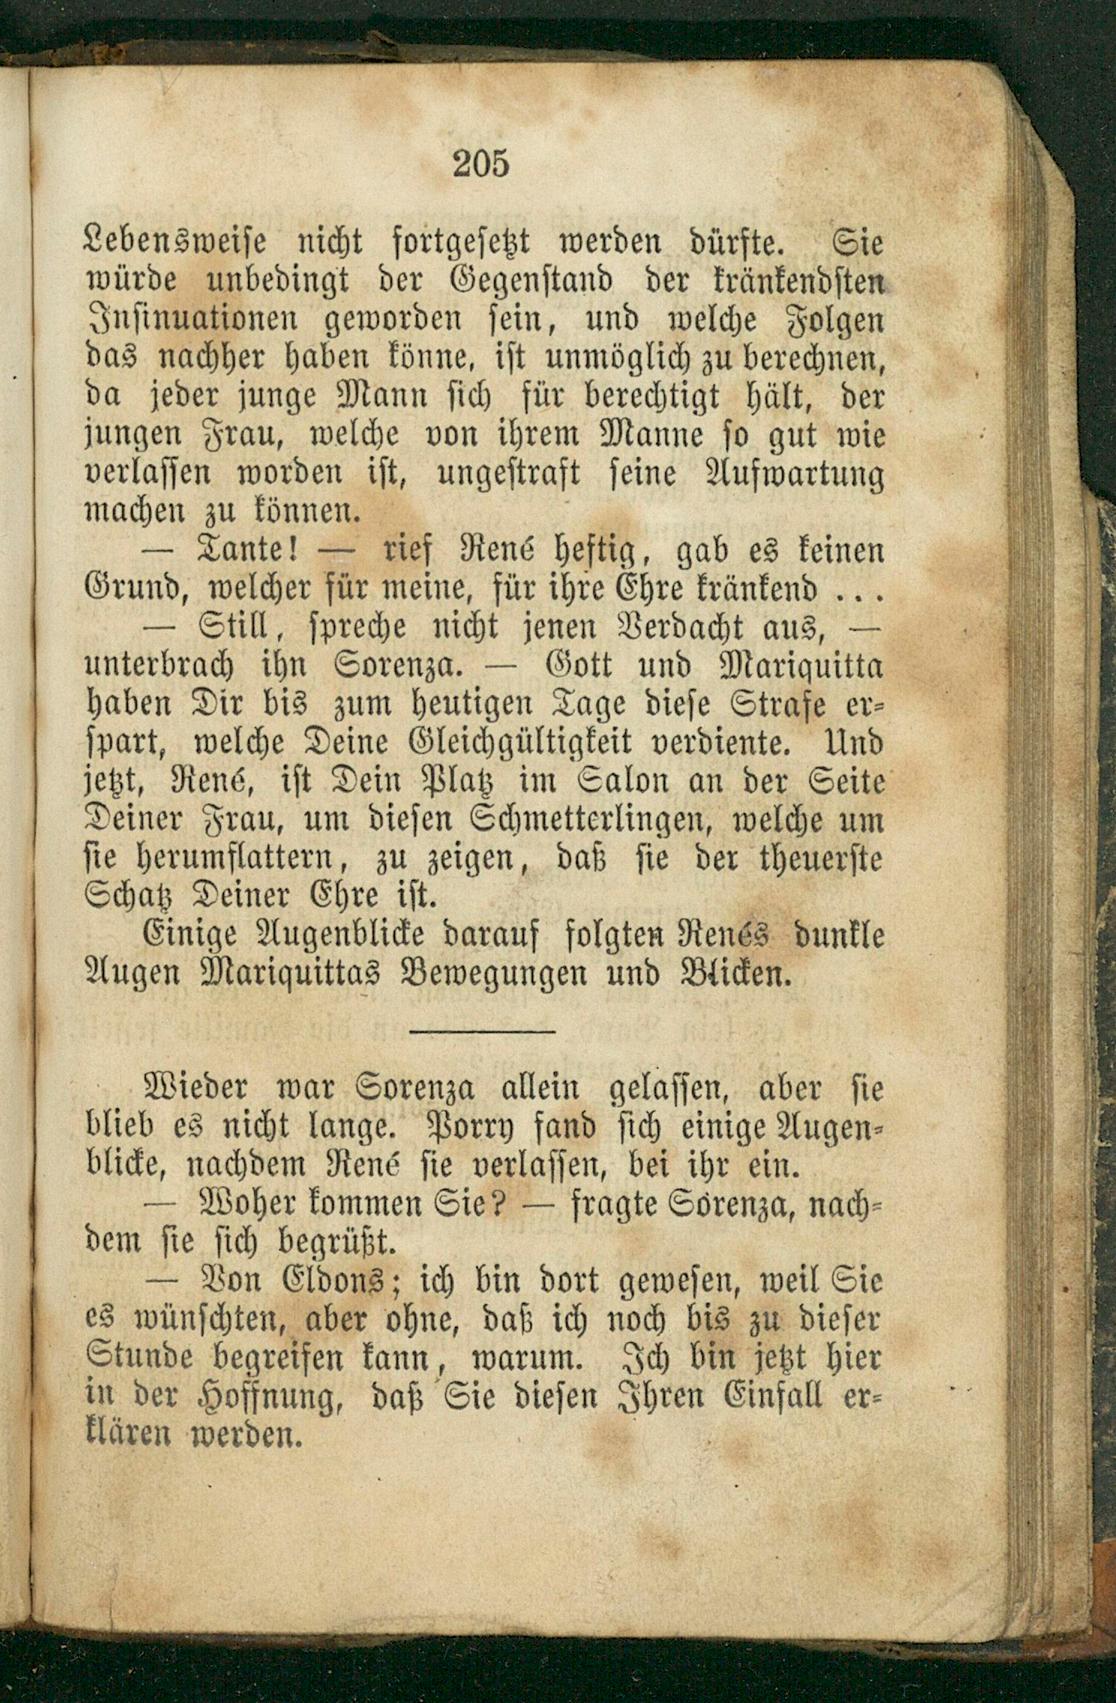 205
Lebensweise nicht fortgesetzt werden dürfte. Sie
würde unbedingt der Gegenstand der kränkendsten
Insinuationen geworden sein, und welche Folgen
das nachher haben könne, ist unmöglich zu berechnen,
da jeder junge Mann sich für berechtigt hält, der
jungen Frau, welche von ihrem Manne so gut wie
verlassen worden ist, ungestraft seine Aufwartung
machen zu können.
— Tante! — rief René heftig, gab es keinen
Grund, welcher für meine, für ihre Ehre kränkend ...
— Still, spreche nicht jenen Verdacht aus, —
unterbrach ihn Sorenza. — Gott und Mariquitta
haben Dir bis zum heutigen Tage diese Strafe er-
spart, welche Deine Gleichgültigkeit verdiente. Und
jetzt, René, ist Dein Platz im Salon an der Seite
Deiner Frau, um diesen Schmetterlingen, welche um
sie herumflattern, zu zeigen, daß sie der theuerste
Schatz Deiner Ehre ist.
Einige Augenblicke darauf folgten Renés dunkle
Augen Mariquittas Bewegungen und Blicken.
Wieder war Sorenza allein gelassen, aber sie
blieb es nicht lange. Porry fand sich einige Augen-
blicke, nachdem René sie verlassen, bei ihr ein.
— Woher kommen Sie? — fragte Sorenza, nach-
dem sie sich begrüßt.
— Von Eldons; ich bin dort gewesen, weil Sie
es wünschten, aber ohne, daß ich noch bis zu dieser
Stunde begreifen kann, warum. Ich bin jetzt hier
in der Hoffnung, daß Sie diesen Ihren Einfall er-
klären werden.